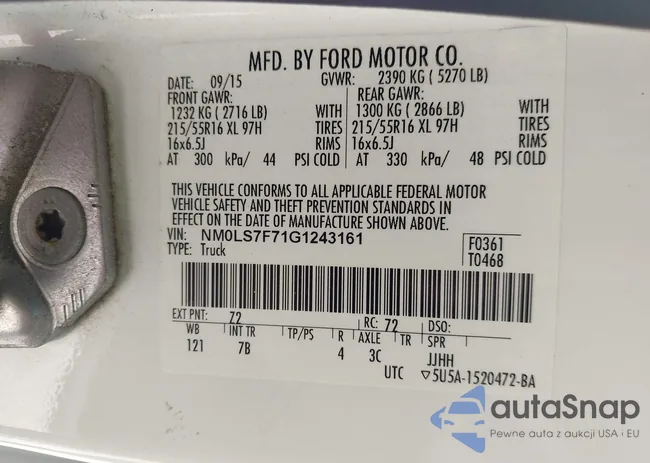 MFD. BY FORD MOTOR CO.
DATE: 09/15 GVWR: 2390 KG ( 5270 LB)
FRONT GAWR: REAR GAWR:
1232 KG ( 2716 LB) WITH 1300 KG ( 2866 LB) WITH
215/55R16 XL 97H TIRES 215/55R16 XL 97H TIRES
16x6.5J RIMS 16x6.5J RIMS
AT 300 kPa/ 44 PSI COLD AT 330 kPa/ 48 PSI COLD
THIS VEHICLE CONFORMS TO ALL APPLICABLE FEDERAL MOTOR
VEHICLE SAFETY AND THEFT PREVENTION STANDARDS IN
EFFECT ON THE DATE OF MANUFACTURE SHOWN ABOVE.
VIN: NM0LS7F71G1243161 F0361
TYPE: Truck T0468
EXT PNT: 72 RC: 72 DSO:
WB INT TR TP/PS R AXLE TR SPR
121 7B 4 3C JJHH
UTC ▽5U5A-1520472-BA
autaSnap
Pewne auta z aukcji USA i EU